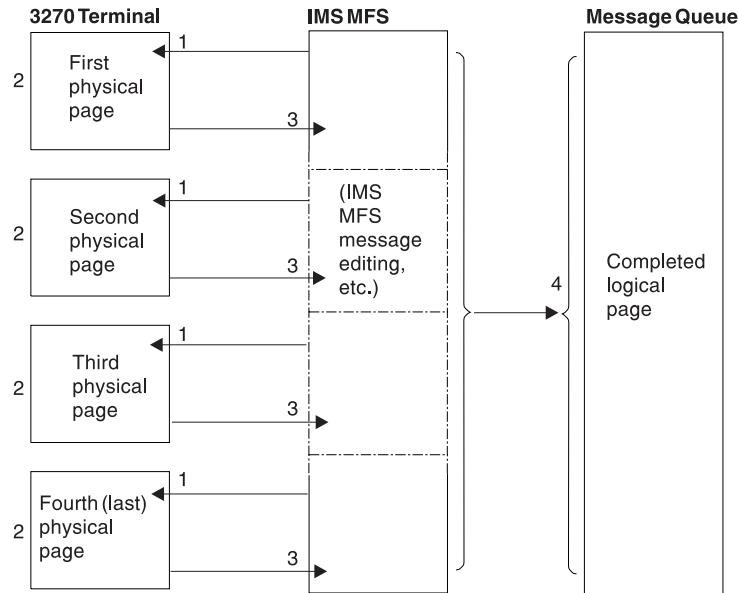 3270 Terminal
IMS MFS
Message Queue
1
First
physical
page
2
3
1
Second
physical
page
2
3
(IMS
MFS
message
editing,
etc.)
4
Completed
logical
page
1
Third
physical
page
2
3
1
Fourth (last)
physical
page
2
3